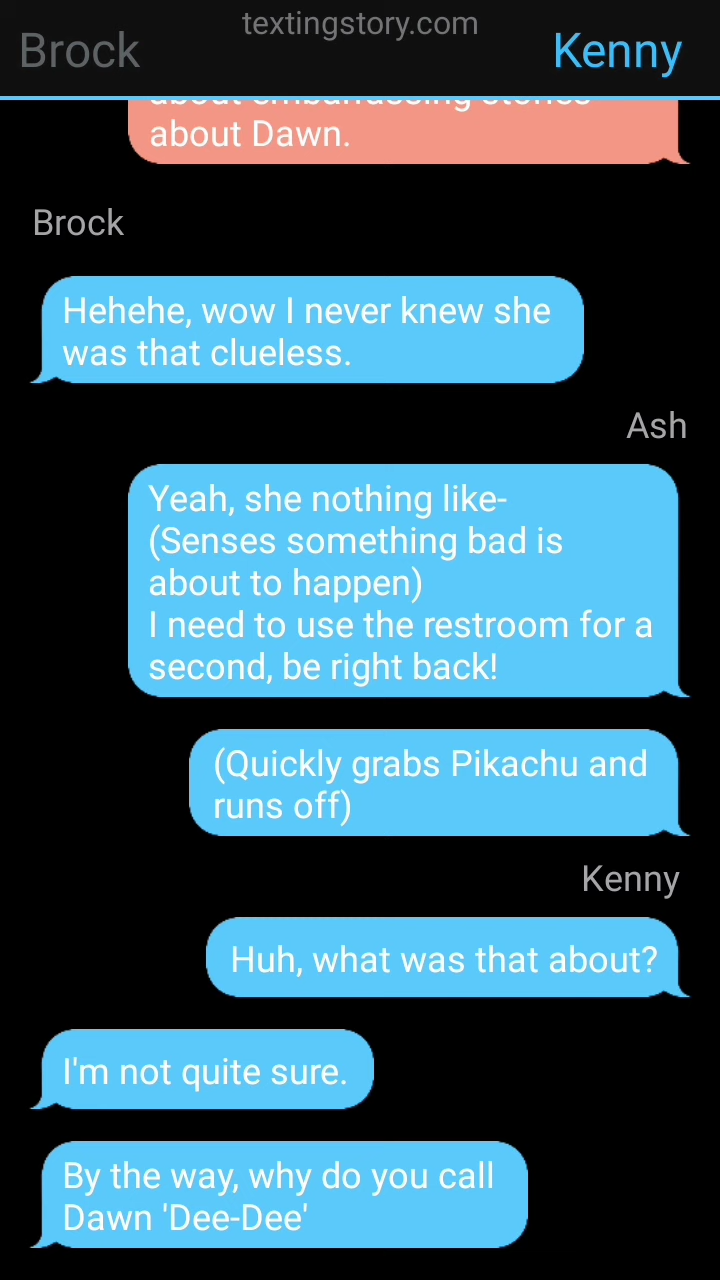 textingstory.com
Brock
Kenny
about embarrassing stories
about Dawn.
Brock
Hehehe, wow I never knew she
was that clueless.
Ash
Yeah, she nothing like-
(Senses something bad is
about to happen)
I need to use the restroom for a
second, be right back!
(Quickly grabs Pikachu and
runs off)
Kenny
Huh, what was that about?
I'm not quite sure.
By the way, why do you call
Dawn 'Dee-Dee'